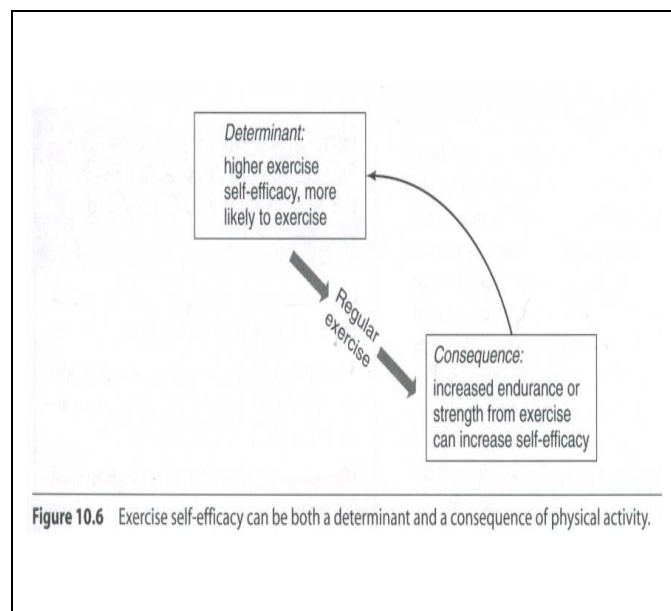 Determinant:
higher exercise
self-efficacy, more
likely to exercise
Regular
exercise
Consequence:
increased endurance or
strength from exercise
can increase self-efficacy
Figure 10.6 Exercise self-efficacy can be both a determinant and a consequence of physical activity.